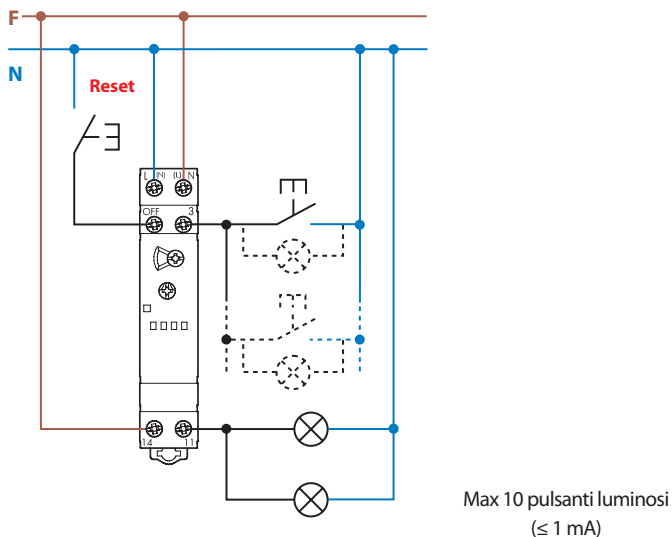 F
N
Reset
L (N) (L) N
OFF 3
14 11
Max 10 pulsanti luminosi
(≤ 1 mA)